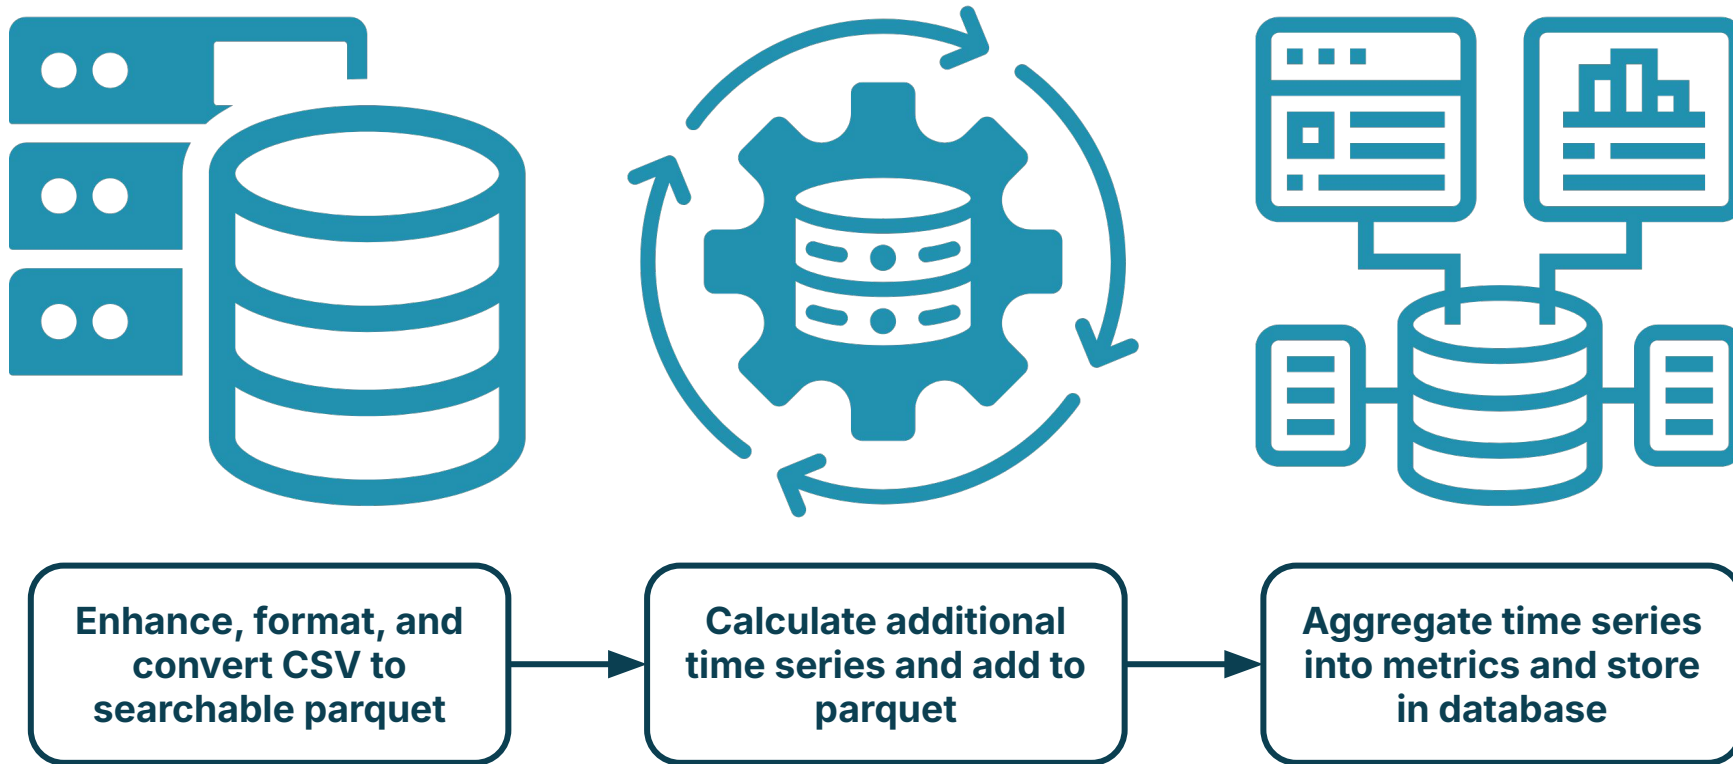 Enhance, format, and
convert CSV to
searchable parquet
Calculate additional
time series and add to
parquet
Aggregate time series
into metrics and store
in database